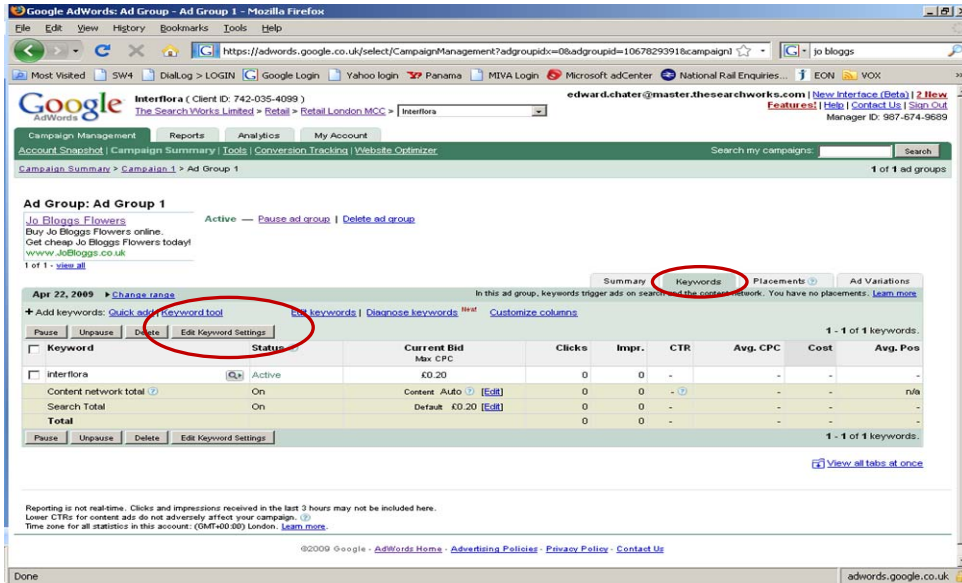 Google AdWords: Ad Group - Ad Group 1 - Mozilla Firefox
File Edit View History Bookmarks Tools Help
https://adwords.google.co.uk/select/CampaignManagement?adgroupidx=0&adgroupid=1067829391&campaignl jo bloggs
Most Visited SW4 DialLog > LOGIN Google Login Yahoo login Panama MIVA Login Microsoft adCenter National Rail Enquiries... EON VOX
Google AdWords
Interflora ( Client ID: 742-035-4099 )
The Search Works Limited > Retail > Retail London MCC > Interflora
edward.chater@master.thesearchworks.com | New Interface (Beta) | 2 New
Features! | Help | Contact Us | Sign Out
Manager ID: 987-674-9689
Campaign Management Reports Analytics My Account
Account Snapshot | Campaign Summary | Tools | Conversion Tracking | Website Optimizer Search my campaigns: Search
Campaign Summary > Campaign 1 > Ad Group 1 1 of 1 ad groups
Ad Group: Ad Group 1
Jo Bloggs Flowers Active — Pause ad group | Delete ad group
Buy Jo Bloggs Flowers online.
Get cheap Jo Bloggs Flowers today!
www.JoBloggs.co.uk
1 of 1 - view all
Summary Keywords Placements Ad Variations
Apr 22, 2009 Change range In this ad group, keywords trigger ads on search and the content network. You have no placements. Learn more
+ Add keywords: Quick add | Keyword tool Edit keywords | Diagnose keywords New! Customize columns
Pause Unpause Delete Edit Keyword Settings 1 - 1 of 1 keywords.
Keyword Status Current Bid Max CPC Clicks Impr. CTR Avg. CPC Cost Avg. Pos
interflora Active £0.20 0 0 - - - -
Content network total On Content Auto [Edit] 0 0 - - - n/a
Search Total On Default £0.20 [Edit] 0 0 - - - -
Total 0 0 - - - -
Pause Unpause Delete Edit Keyword Settings 1 - 1 of 1 keywords.
View all tabs at once
Reporting is not real-time. Clicks and impressions received in the last 3 hours may not be included here.
Lower CTRs for content ads do not adversely affect your campaign.
Time zone for all statistics in this account: (GMT+00:00) London. Learn more.
©2009 Google - AdWords Home - Advertising Policies - Privacy Policy - Contact Us
Done adwords.google.co.uk